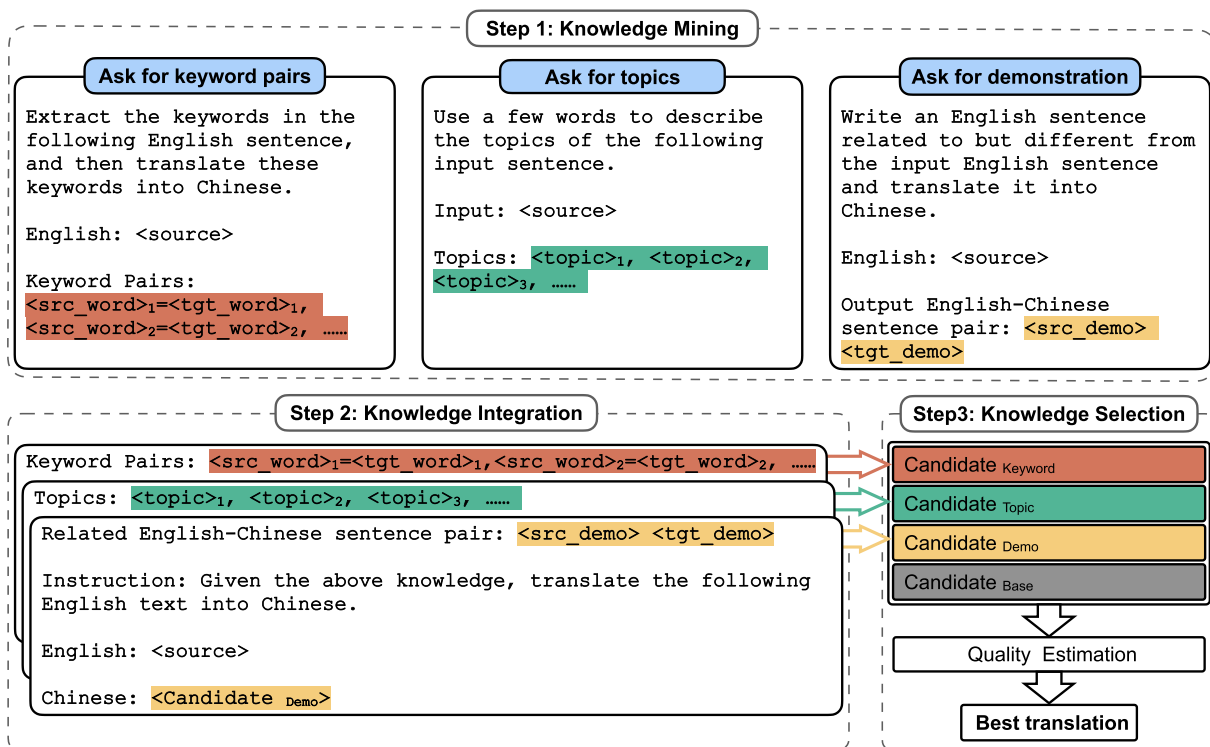 Step 1: Knowledge Mining
Ask for keyword pairs
Extract the keywords in the
following English sentence,
and then translate these
keywords into Chinese.
English: <source>
Keyword Pairs:
<src_word>₁=<tgt_word>₁,
<src_word>₂=<tgt_word>₂, ……
Ask for topics
Use a few words to describe
the topics of the following
input sentence.
Input: <source>
Topics: <topic>₁, <topic>₂,
<topic>₃, ……
Ask for demonstration
Write an English sentence
related to but different from
the input English sentence
and translate it into
Chinese.
English: <source>
Output English-Chinese
sentence pair: <src_demo>
<tgt_demo>
Step 2: Knowledge Integration
Keyword Pairs: <src_word>₁=<tgt_word>₁,<src_word>₂=<tgt_word>₂, ……
Topics: <topic>₁, <topic>₂, <topic>₃, ……
Related English-Chinese sentence pair: <src_demo> <tgt_demo>
Instruction: Given the above knowledge, translate the following
English text into Chinese.
English: <source>
Chinese: <Candidate Demo>
Step3: Knowledge Selection
Candidate Keyword
Candidate Topic
Candidate Demo
Candidate Base
Quality Estimation
Best translation